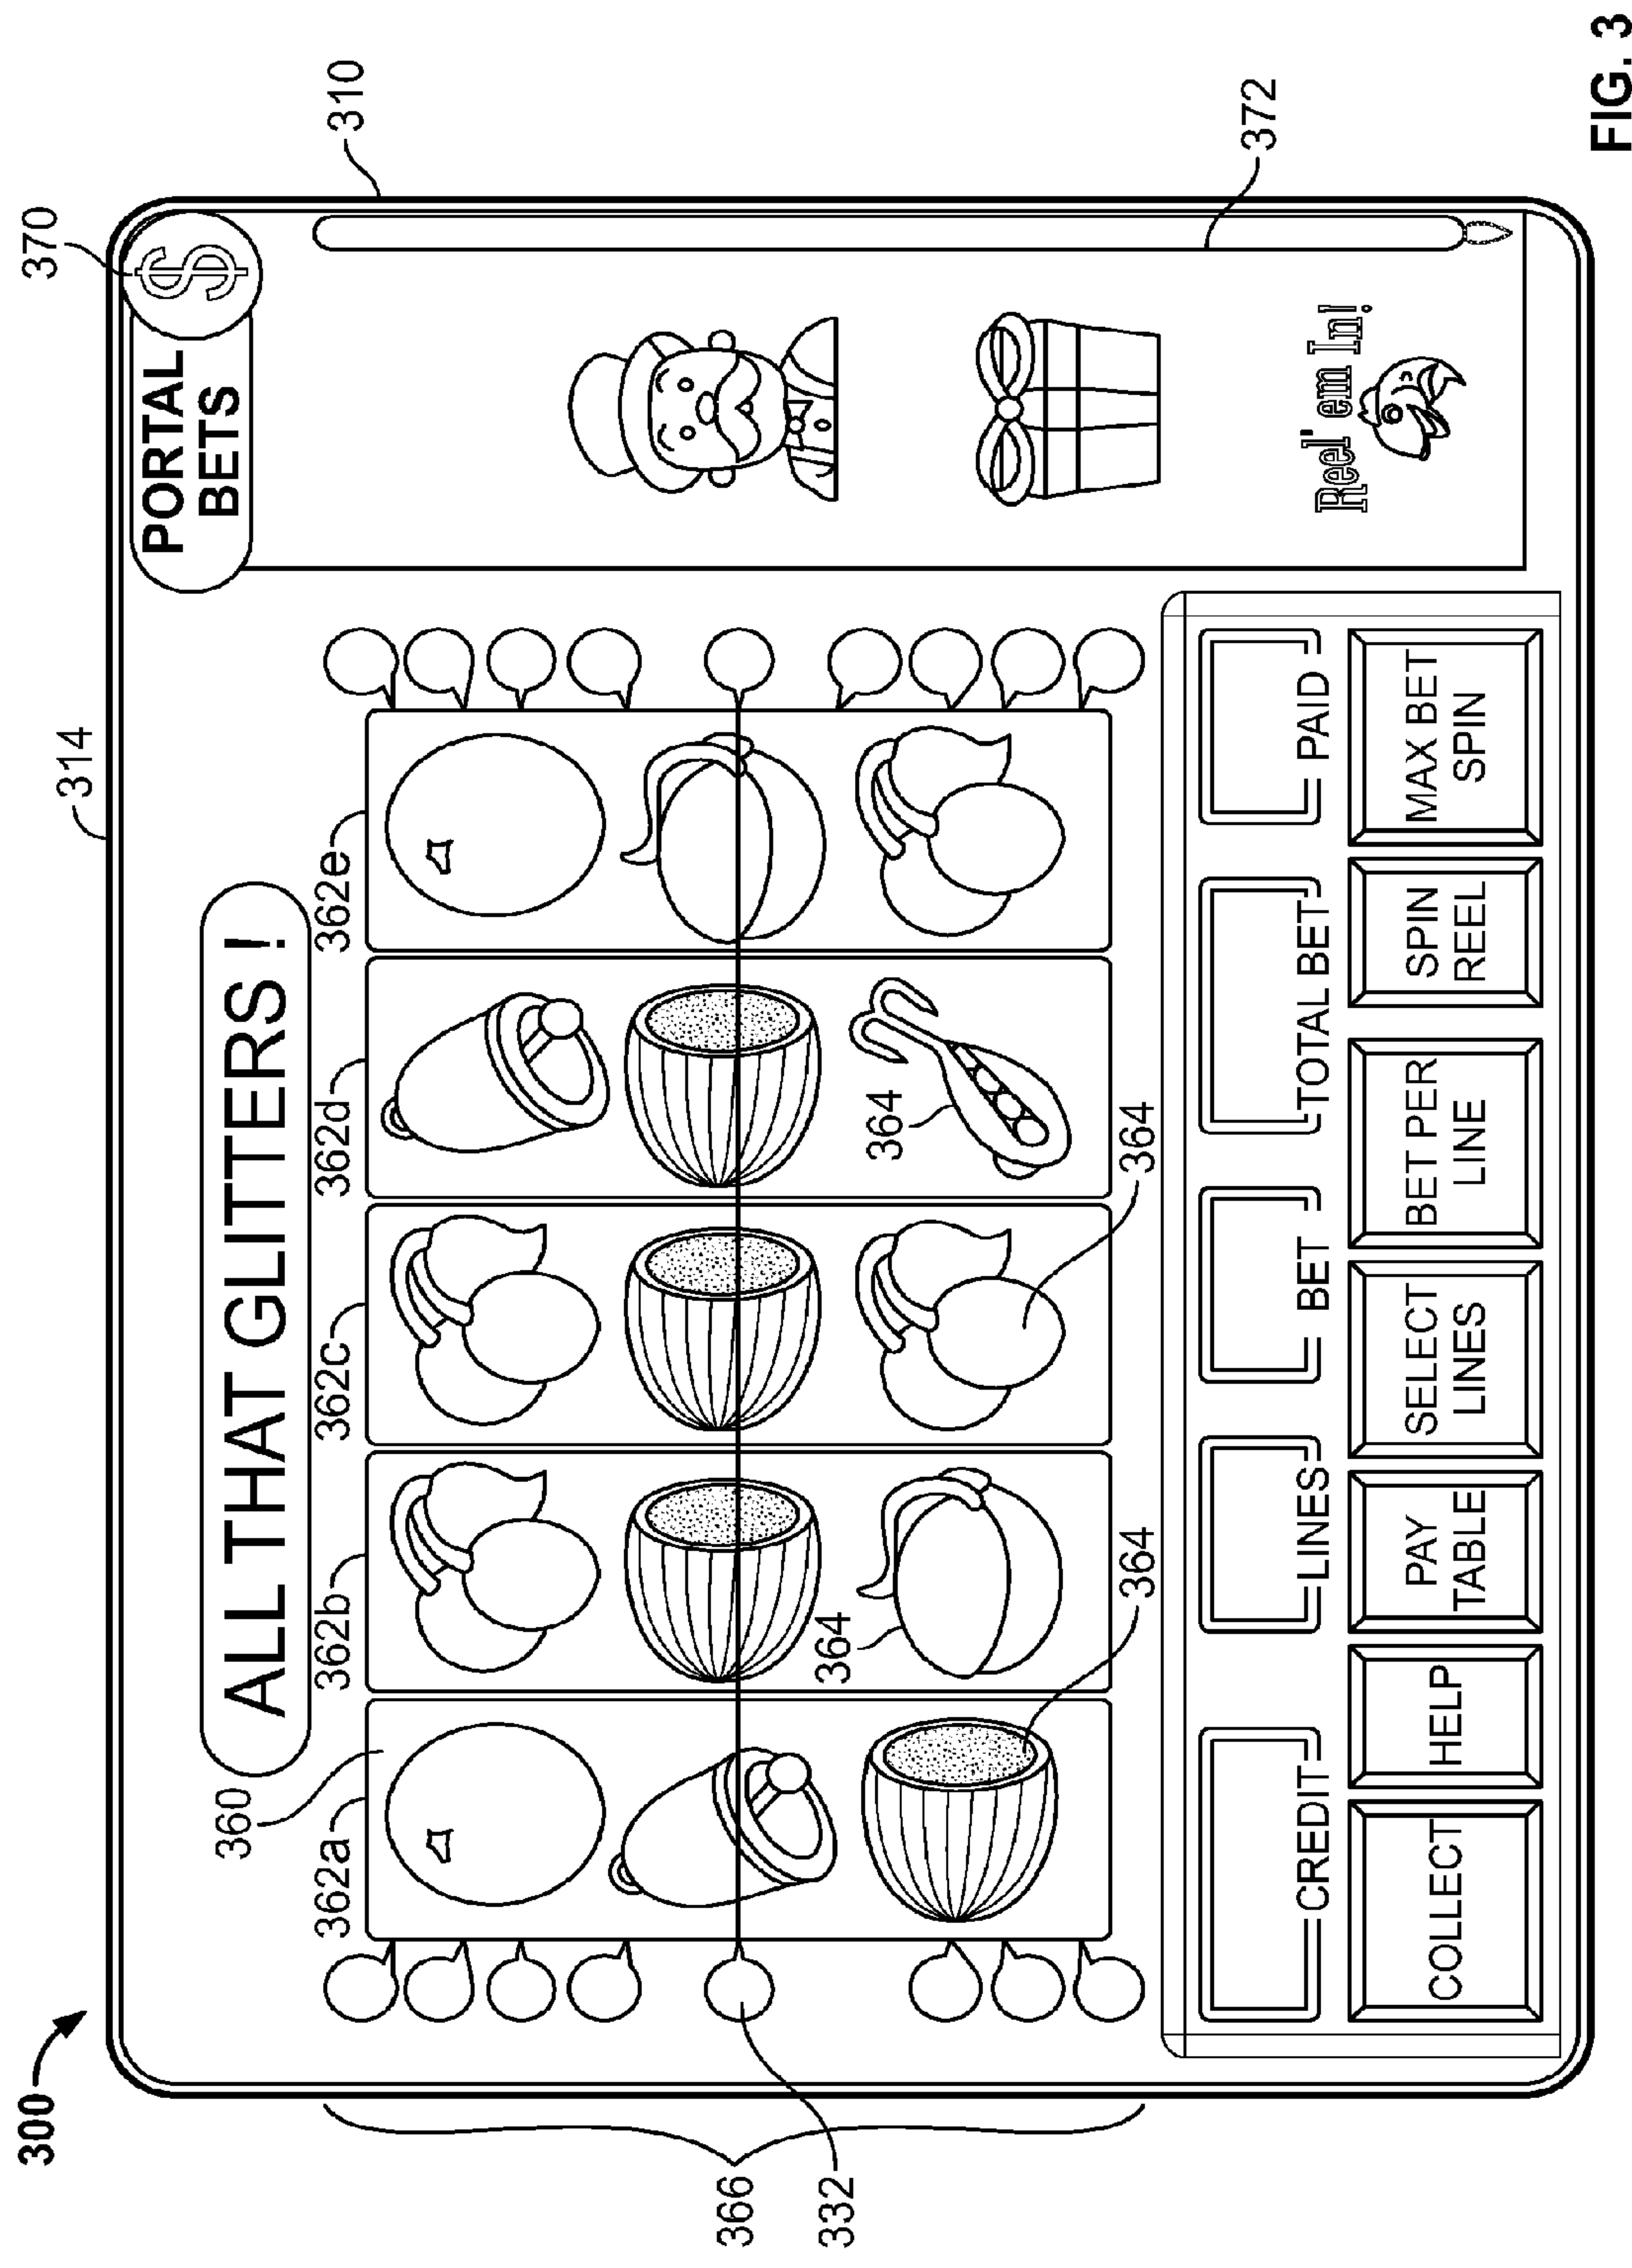 300
314
310
370
PORTAL
BETS
$
ALL THAT GLITTERS !
360
362a
362b
362c
362d
362e
366
332
364
364
364
364
372
Reel' em In!
CREDIT
LINES
BET
TOTAL BET
PAID
COLLECT
HELP
PAY
TABLE
SELECT
LINES
BET PER
LINE
SPIN
REEL
MAX BET
SPIN
FIG. 3